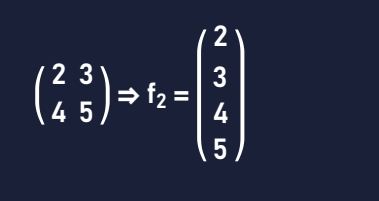 (2 3
4 5) ⇒ f₂ = (2
3
4
5)